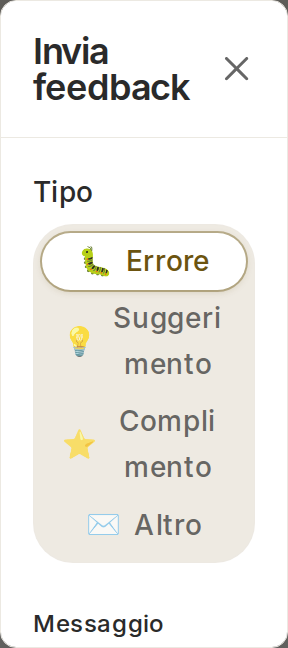 Invia
feedback
Tipo
🐛 Errore
💡 Suggeri
mento
⭐ Compli
mento
✉️ Altro
Messaggio